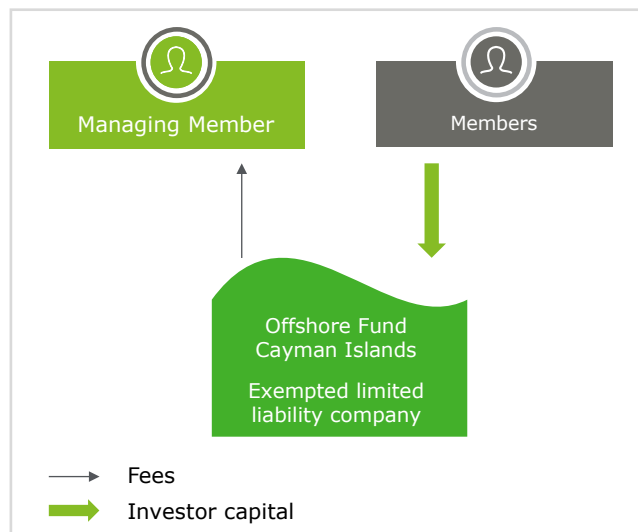 Managing Member
Members
Offshore Fund
Cayman Islands
Exempted limited
liability company
Fees
Investor capital